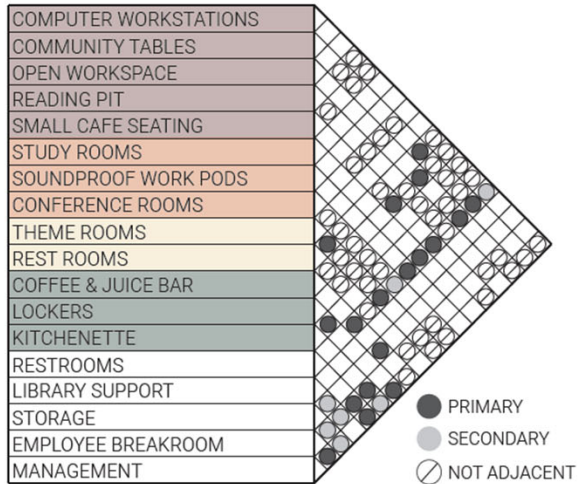 COMPUTER WORKSTATIONS
COMMUNITY TABLES
OPEN WORKSPACE
READING PIT
SMALL CAFE SEATING
STUDY ROOMS
SOUNDPROOF WORK PODS
CONFERENCE ROOMS
THEME ROOMS
REST ROOMS
COFFEE & JUICE BAR
LOCKERS
KITCHENETTE
RESTROOMS
LIBRARY SUPPORT
STORAGE
EMPLOYEE BREAKROOM
MANAGEMENT
PRIMARY
SECONDARY
NOT ADJACENT